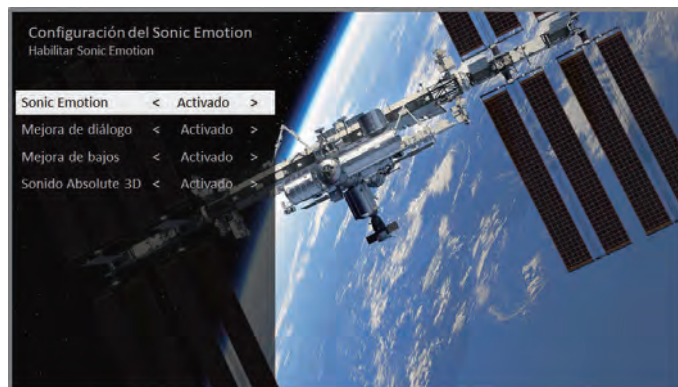 Configuración del Sonic Emotion
Habilitar Sonic Emotion
Sonic Emotion < Activado >
Mejora de diálogo < Activado >
Mejora de bajos < Activado >
Sonido Absolute 3D < Activado >